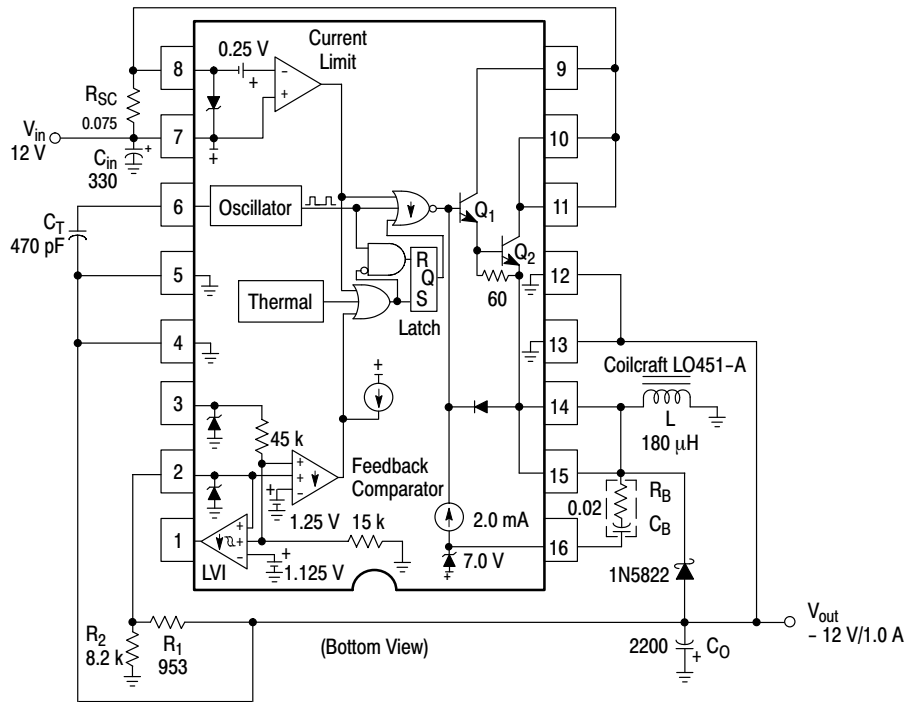 Current
Limit
0.25 V
+
−
+
8
9
R_SC
0.075
V_in
12 V
7
10
C_in
330
+
+
6
Oscillator
Q_1
11
C_T
470 pF
Q_2
5
R
Q
S
60
12
Thermal
Latch
4
13
+
Coilcraft LO451-A
3
14
L
180 μH
45 k
2
+
+
−
+
Feedback
Comparator
15
R_B
0.02
C_B
1.25 V
2.0 mA
1
+
+
−
15 k
16
+
1.125 V
7.0 V
+
LVI
1N5822
V_out
− 12 V/1.0 A
R_2
8.2 k
R_1
953
(Bottom View)
2200
+
C_O